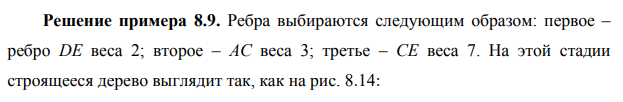 Решение примера 8.9. Ребра выбираются следующим образом: первое –
ребро DE веса 2; второе – AC веса 3; третье – CE веса 7. На этой стадии
строящееся дерево выглядит так, как на рис. 8.14: